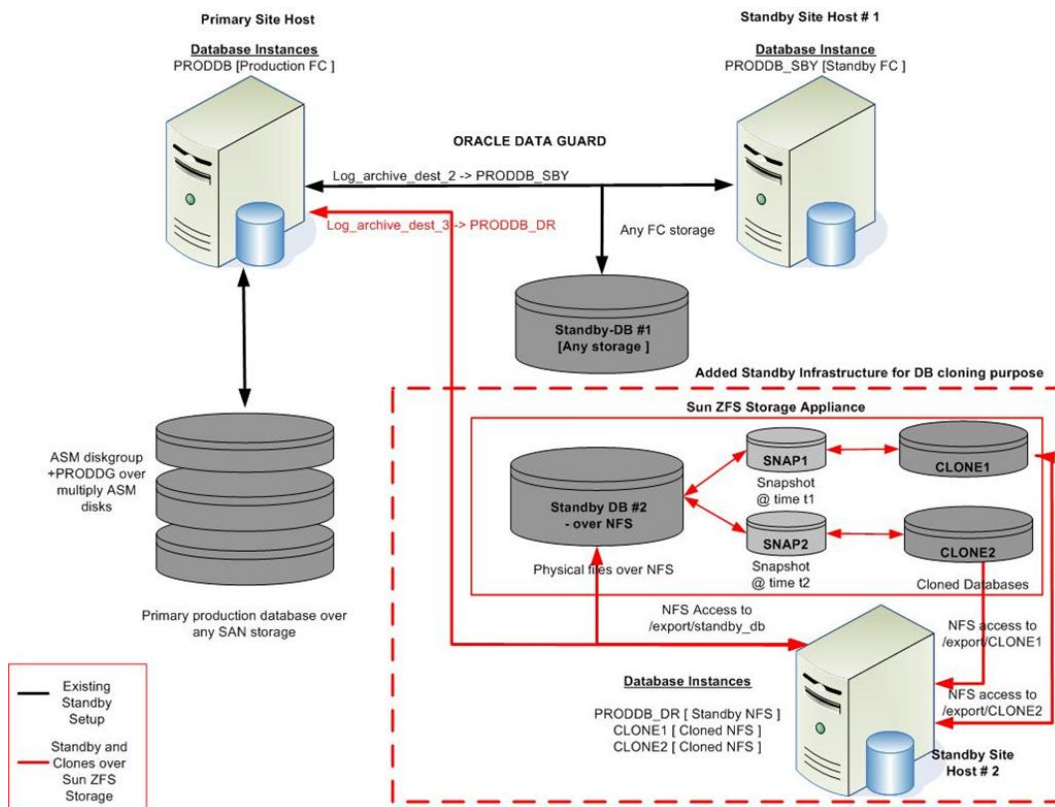 Primary Site Host
Standby Site Host # 1
Database Instances
PRODDB [Production FC ]
Database Instance
PRODDB_SBY [Standby FC ]
ORACLE DATA GUARD
Log_archive_dest_2 -> PRODDB_SBY
Log_archive_dest_3 -> PRODDB_DR
Any FC storage
Standby-DB #1
[Any storage ]
Added Standby Infrastructure for DB cloning purpose
Sun ZFS Storage Appliance
ASM diskgroup
+PRODDG over
multiply ASM
disks
SNAP1
CLONE1
Snapshot
@ time t1
Standby DB #2
- over NFS
SNAP2
CLONE2
Physical files over NFS
Snapshot
@ time t2
Cloned Databases
Primary production database over
any SAN storage
NFS Access to
/export/standby_db
NFS access to
/export/CLONE1
NFS access to
/export/CLONE2
Existing
Standby
Setup
Standby and
Clones over
Sun ZFS
Storage
Database Instances
PRODDB_DR [ Standby NFS ]
CLONE1 [ Cloned NFS ]
CLONE2 [ Cloned NFS ]
Standby Site
Host # 2